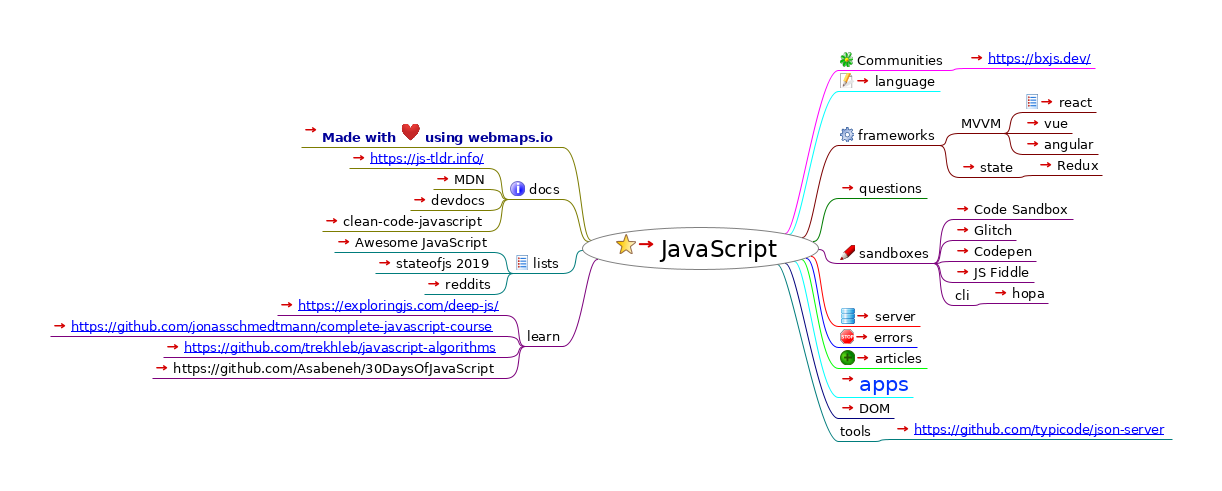 Made with ❤ using webmaps.io
https://js-tldr.info/
MDN
devdocs
clean-code-javascript
docs
Awesome JavaScript
stateofjs 2019
reddits
lists
https://exploringjs.com/deep-js/
https://github.com/jonasschmedtmann/complete-javascript-course
https://github.com/trekhleb/javascript-algorithms
https://github.com/Asabeneh/30DaysOfJavaScript
learn
JavaScript
Communities
https://bxjs.dev/
language
frameworks
MVVM
react
vue
angular
state
Redux
questions
sandboxes
Code Sandbox
Glitch
Codepen
JS Fiddle
cli
hopa
server
STOP
errors
articles
apps
DOM
tools
https://github.com/typicode/json-server